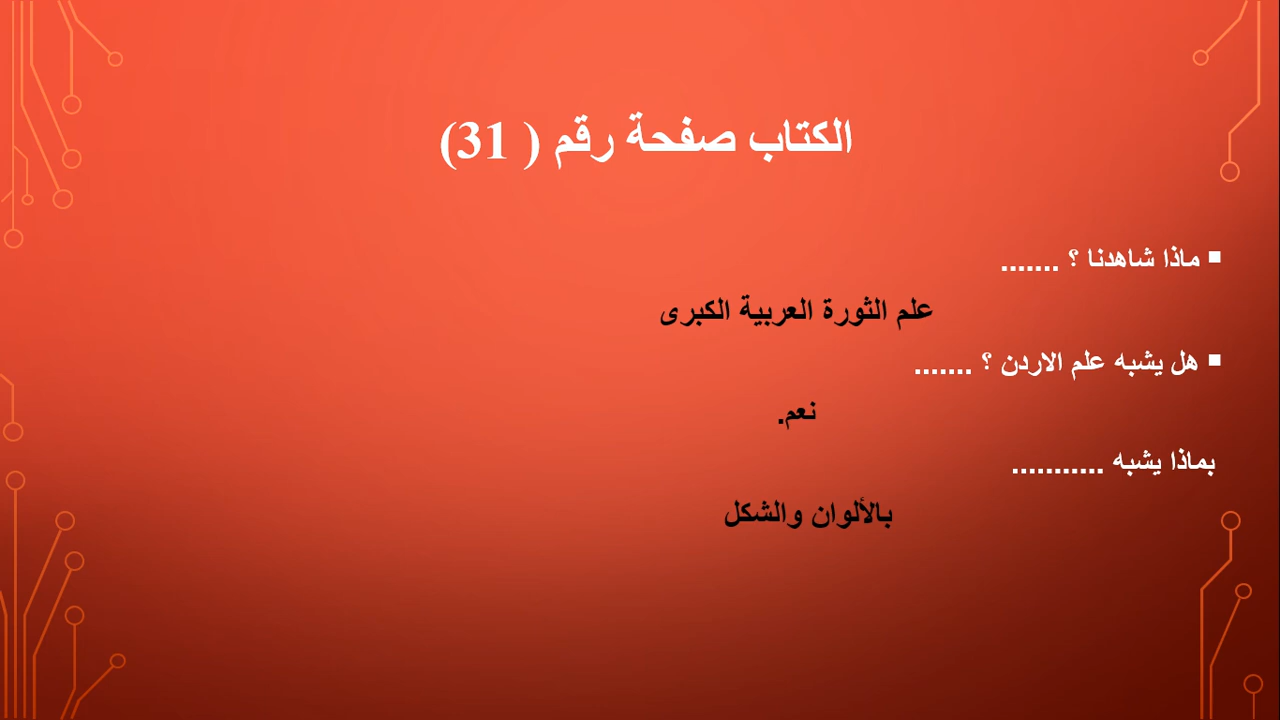 الكتاب صفحة رقم ( 31)
▪ ماذا شاهدنا ؟ .......
علم الثورة العربية الكبرى
▪ هل يشبه علم الاردن ؟ .......
نعم.
بماذا يشبه ...........
بالألوان والشكل